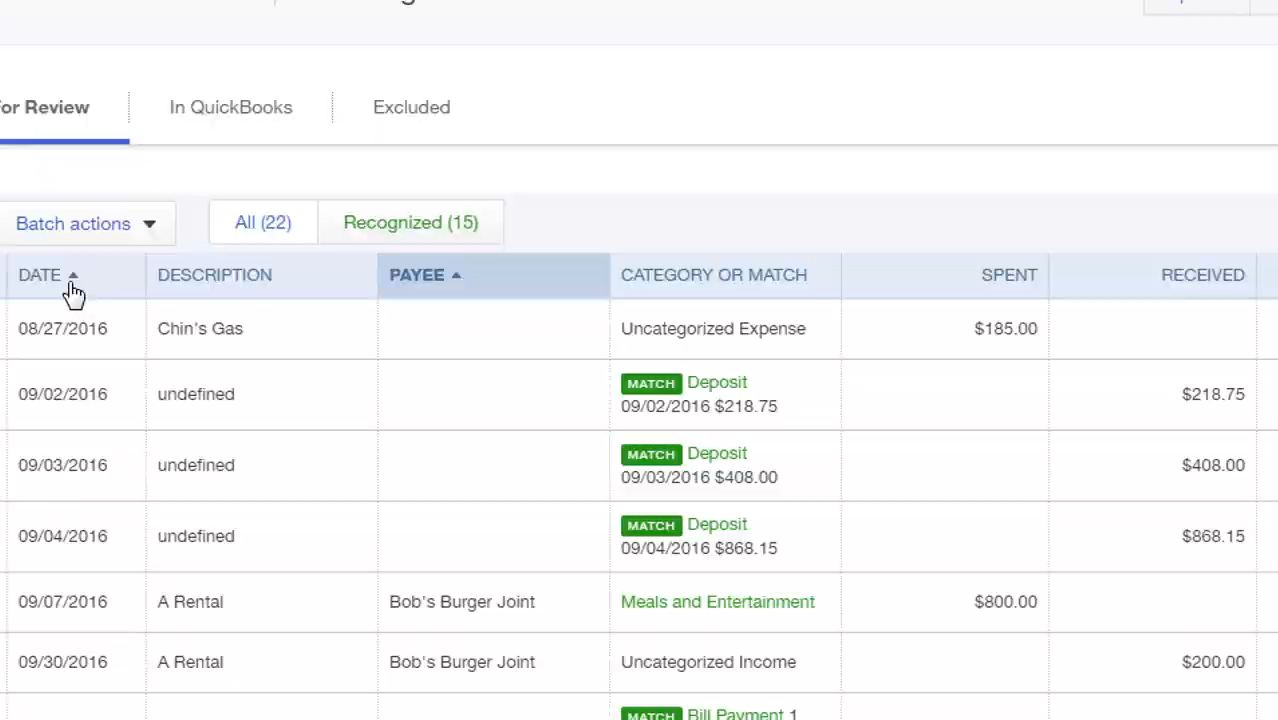 or Review
In QuickBooks
Excluded
Batch actions
All (22)
Recognized (15)
DATE
DESCRIPTION
PAYEE
CATEGORY OR MATCH
SPENT
RECEIVED
08/27/2016
Chin's Gas
Uncategorized Expense
$185.00
09/02/2016
undefined
MATCH Deposit
09/02/2016 $218.75
$218.75
09/03/2016
undefined
MATCH Deposit
09/03/2016 $408.00
$408.00
09/04/2016
undefined
MATCH Deposit
09/04/2016 $868.15
$868.15
09/07/2016
A Rental
Bob's Burger Joint
Meals and Entertainment
$800.00
09/30/2016
A Rental
Bob's Burger Joint
Uncategorized Income
$200.00
MATCH Bill Payment 1